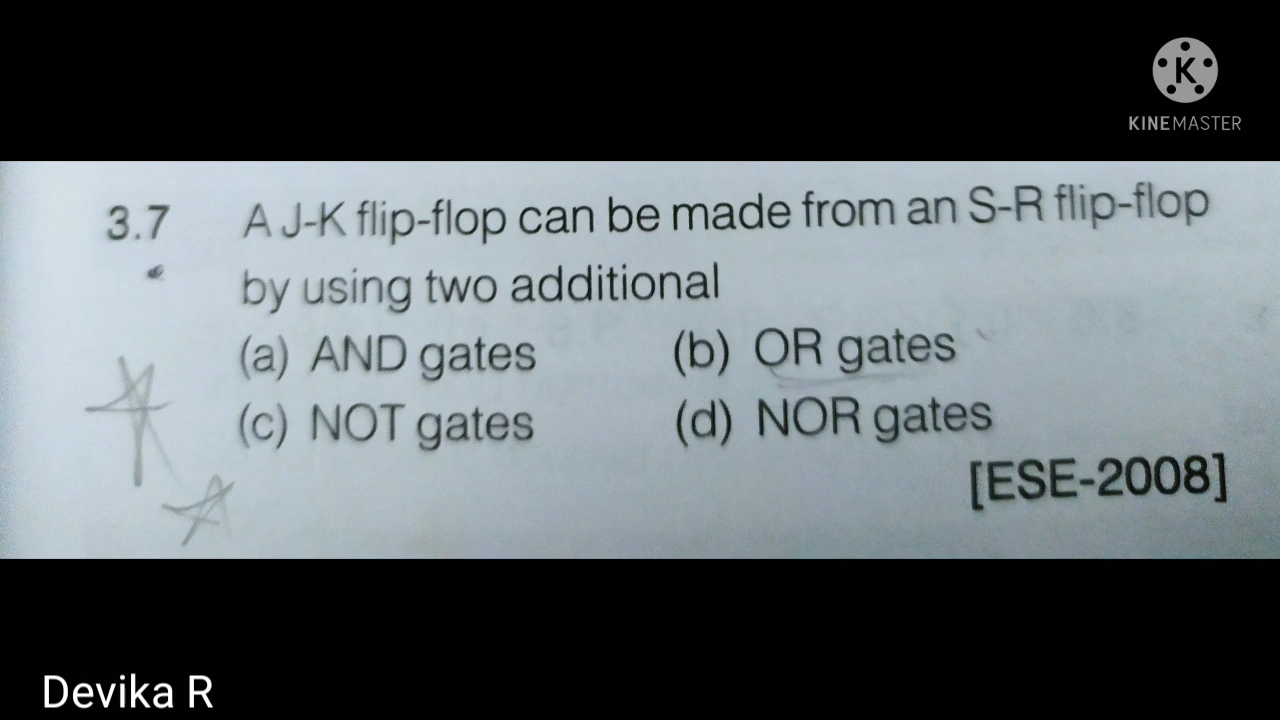 K
KINEMASTER
3.7 A J-K flip-flop can be made from an S-R flip-flop
by using two additional
(a) AND gates (b) OR gates
(c) NOT gates (d) NOR gates
[ESE-2008]
Devika R